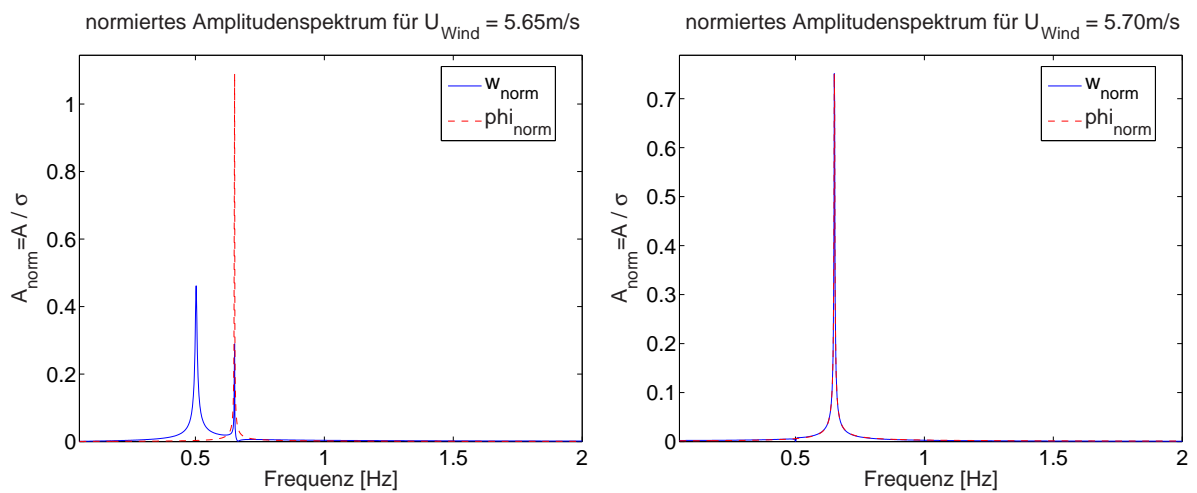 normiertes Amplitudenspektrum für U_Wind = 5.65m/s
A_norm=A / σ
1
0.8
0.6
0.4
0.2
0
0.5
1
1.5
2
Frequenz [Hz]
w_norm
phi_norm
normiertes Amplitudenspektrum für U_Wind = 5.70m/s
A_norm=A / σ
0.7
0.6
0.5
0.4
0.3
0.2
0.1
0
0.5
1
1.5
2
Frequenz [Hz]
w_norm
phi_norm